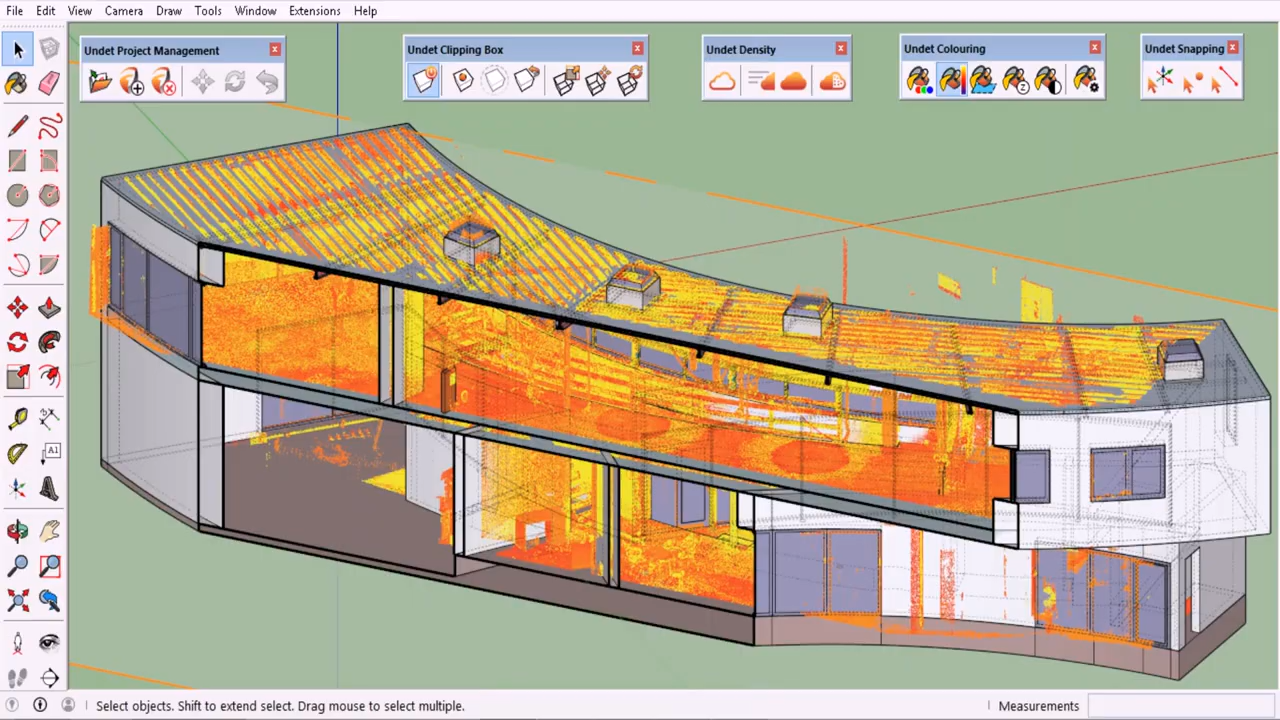 File Edit View Camera Draw Tools Window Extensions Help
Undet Project Management x
Undet Clipping Box x
Undet Density x
Undet Colouring x
Undet Snapping x
A1
Select objects. Shift to extend select. Drag mouse to select multiple.
Measurements